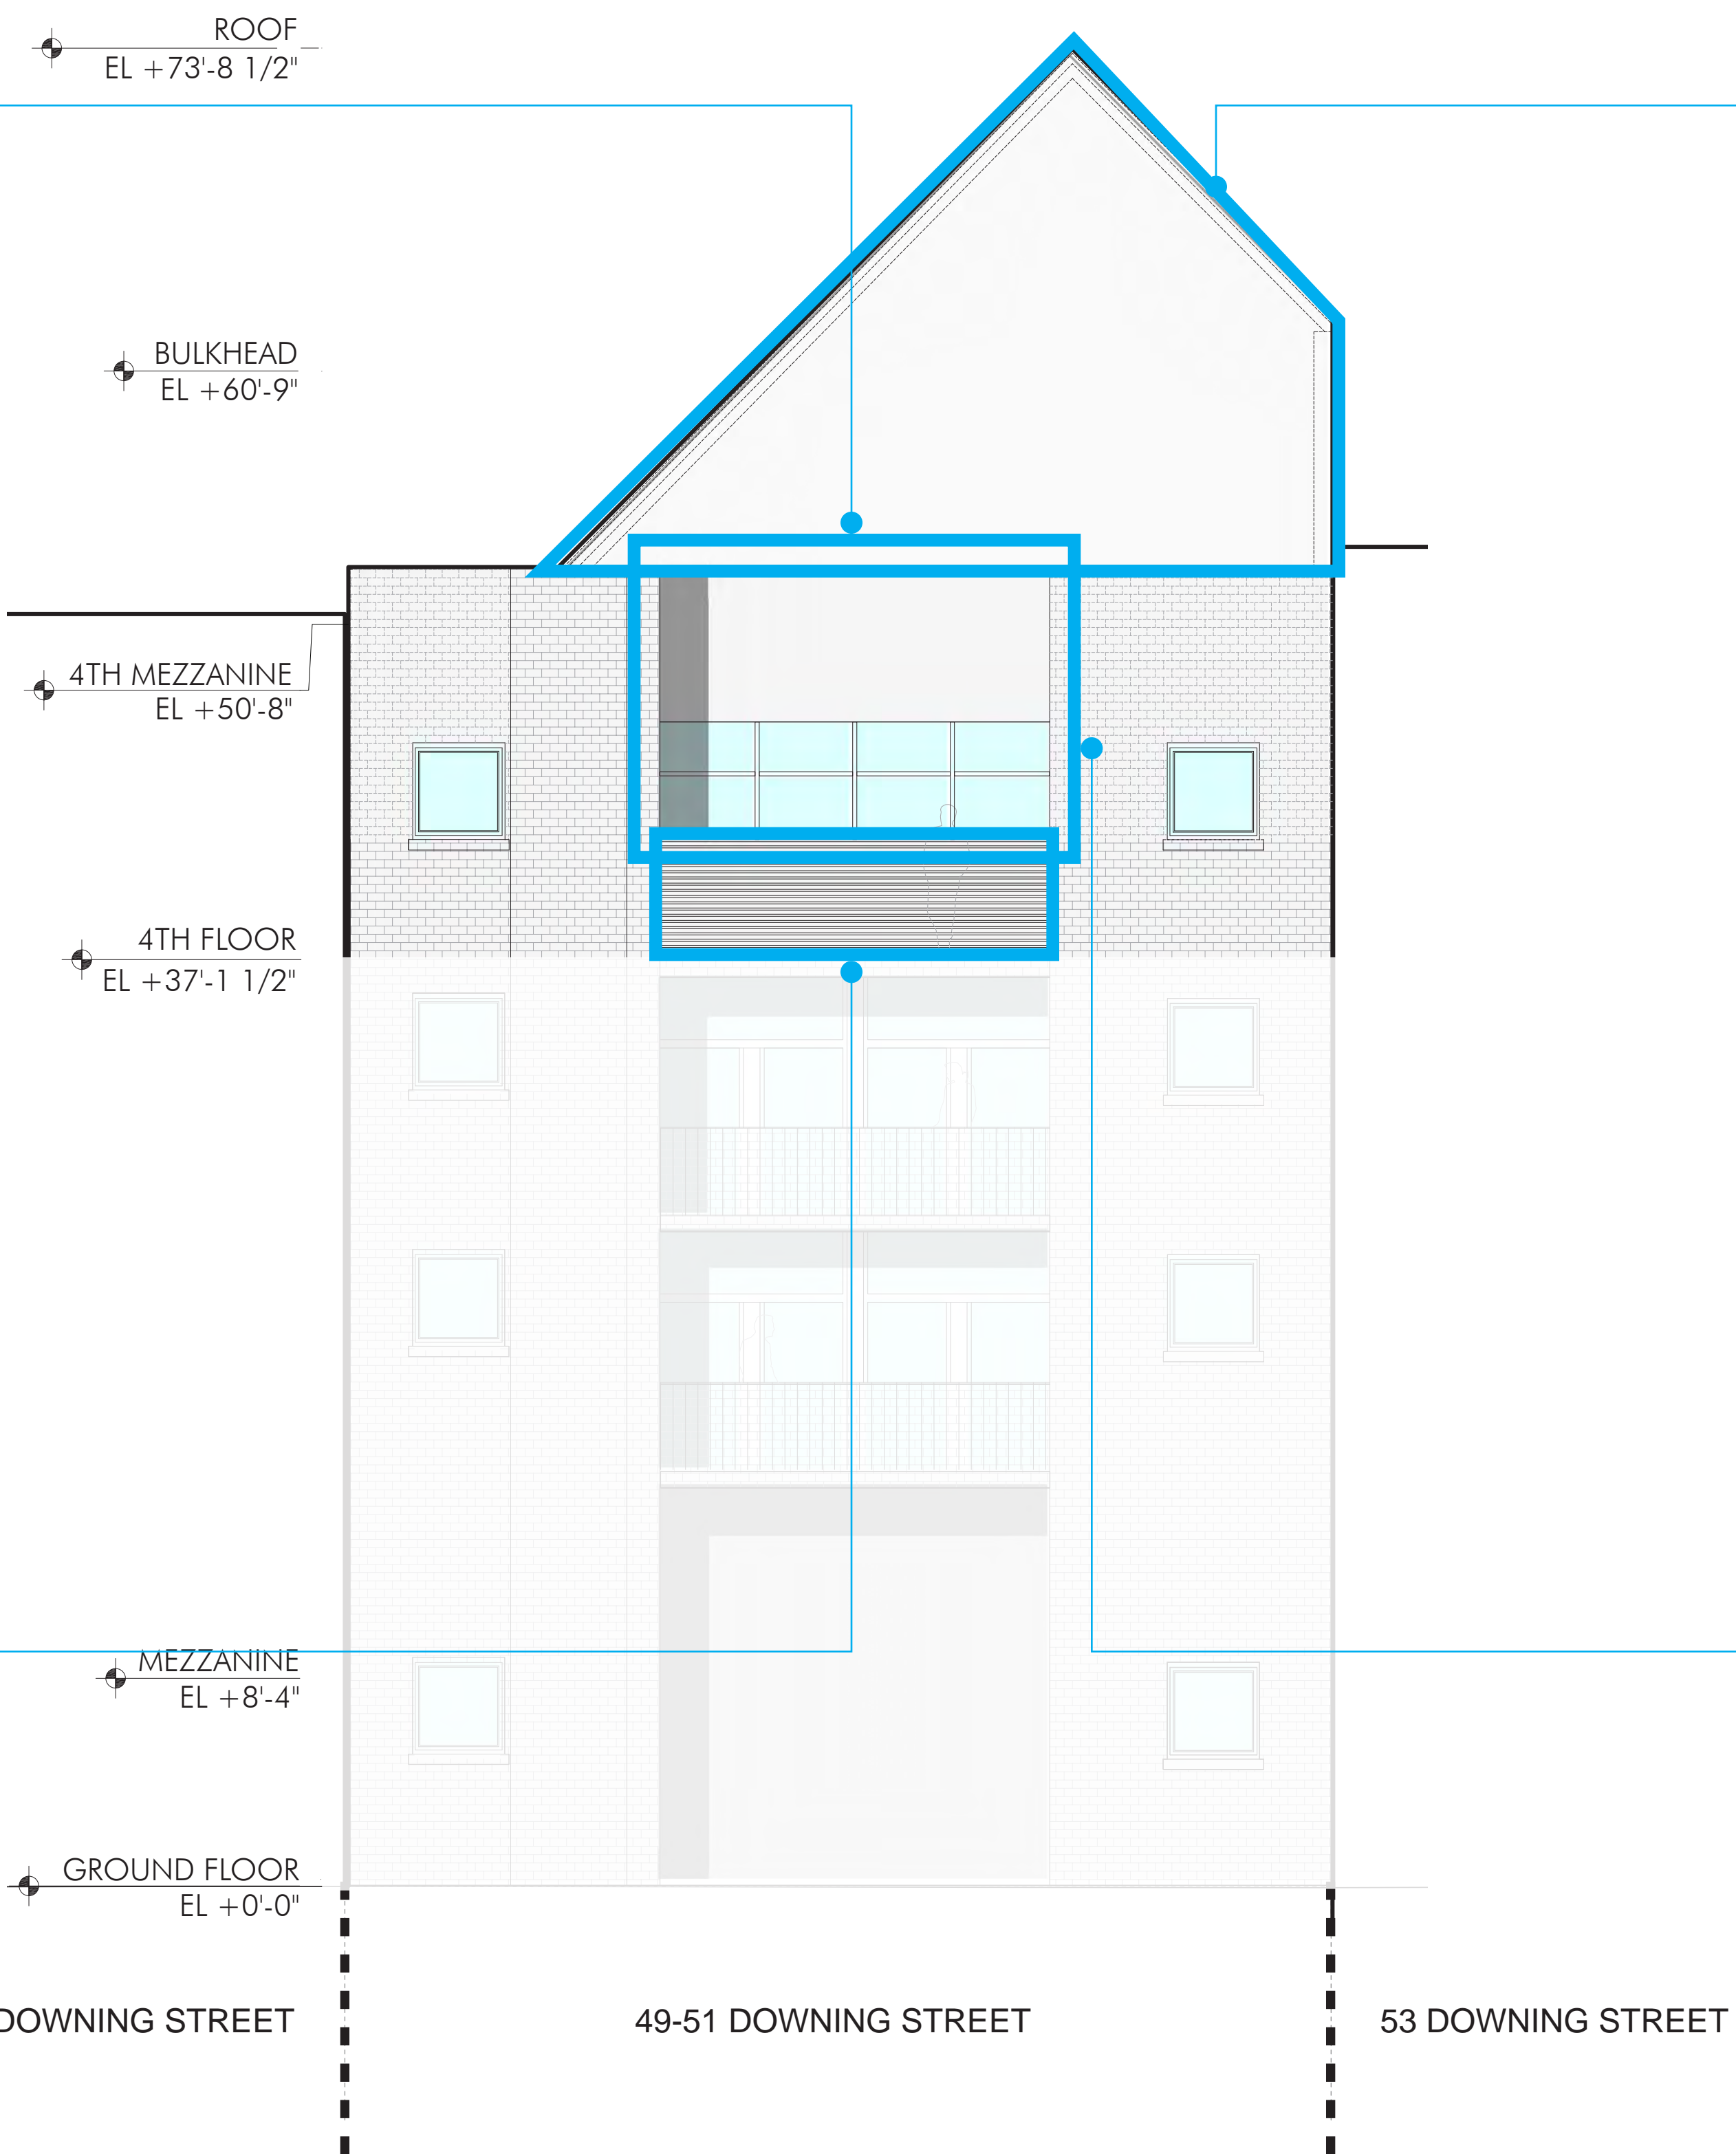 ROOF
EL +73'-8 1/2"
BULKHEAD
EL +60'-9"
4TH MEZZANINE
EL +50'-8"
4TH FLOOR
EL +37'-1 1/2"
MEZZANINE
EL +8'-4"
GROUND FLOOR
EL +0'-0"
DOWNING STREET
49-51 DOWNING STREET
53 DOWNING STREET